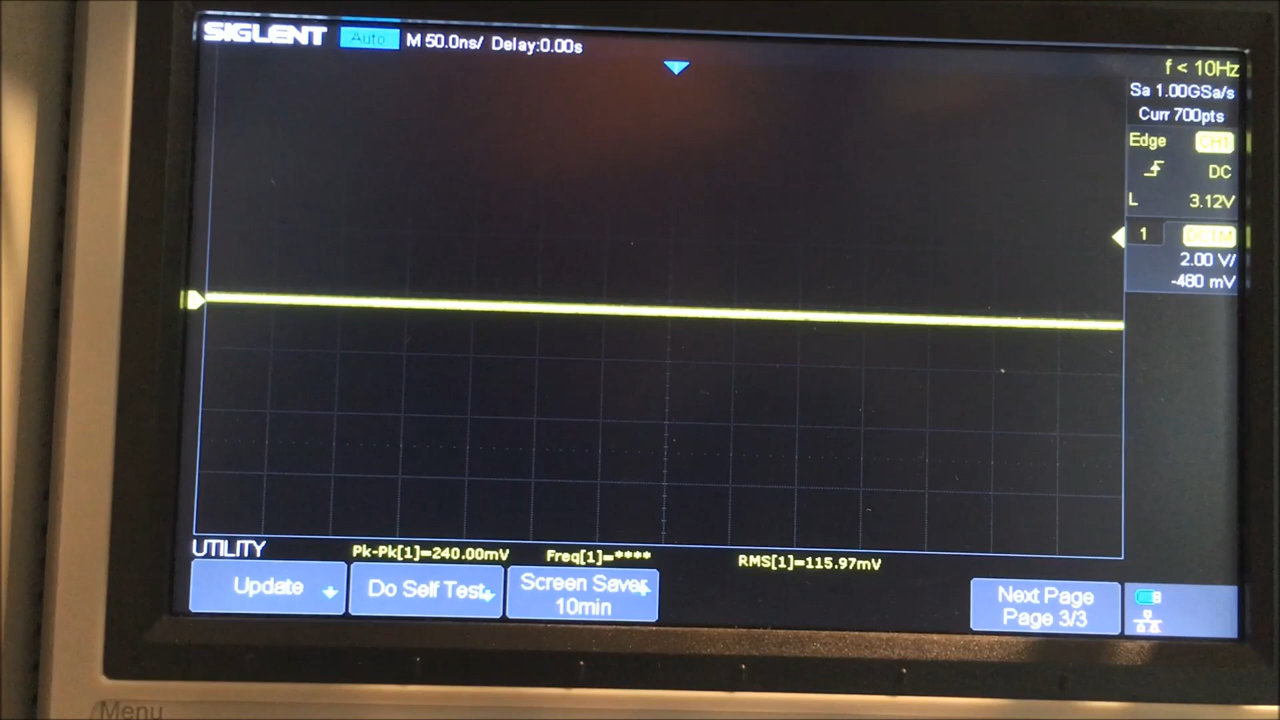 SIGLENT Auto M 50.0ns/ Delay:0.00s
f < 10Hz
Sa 1.00GSa/s
Curr 700pts
Edge CH1
DC
L 3.12V
1 DC1M
2.00 V/
-480 mV
UTILITY Pk-Pk[1]=240.00mV Freq[1]=**** RMS[1]=115.97mV
Update Do Self Test Screen Saver
10min
Next Page
Page 3/3
Menu